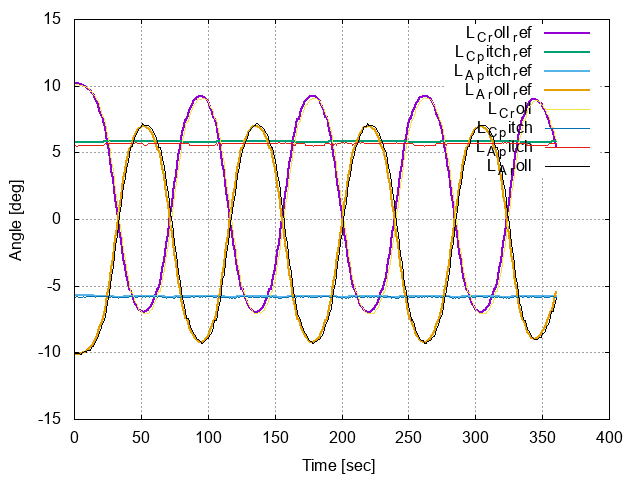 15
10
5
0
-5
-10
-15
0 50 100 150 200 250 300 350 400
Angle [deg]
Time [sec]
L_Croll_ref
L_Cpitch_ref
L_Apitch_ref
L_Aroll_ref
L_Croll
L_Cpitch
L_Apitch
L_Aroll